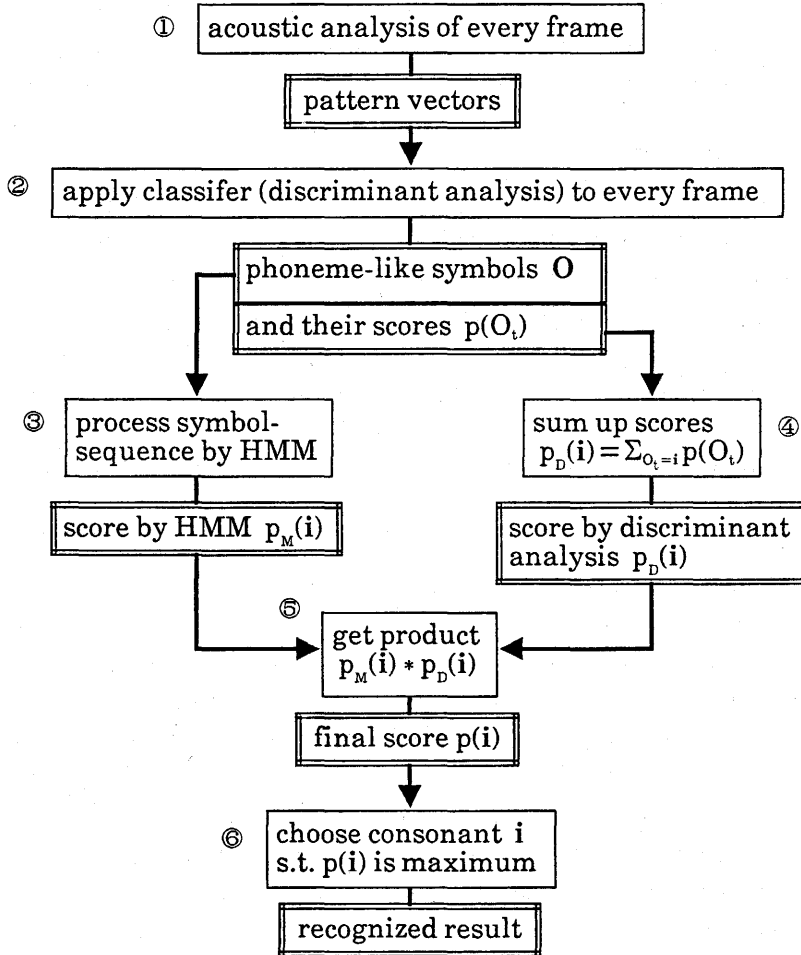 ① acoustic analysis of every frame
pattern vectors
② apply classifer (discriminant analysis) to every frame
phoneme-like symbols O
and their scores p(Oₜ)
③ process symbol-
sequence by HMM
score by HMM p_M(i)
sum up scores ④
p_D(i) = Σ_{Oₜ=i} p(Oₜ)
score by discriminant
analysis p_D(i)
⑤ get product
p_M(i) * p_D(i)
final score p(i)
⑥ choose consonant i
s.t. p(i) is maximum
recognized result